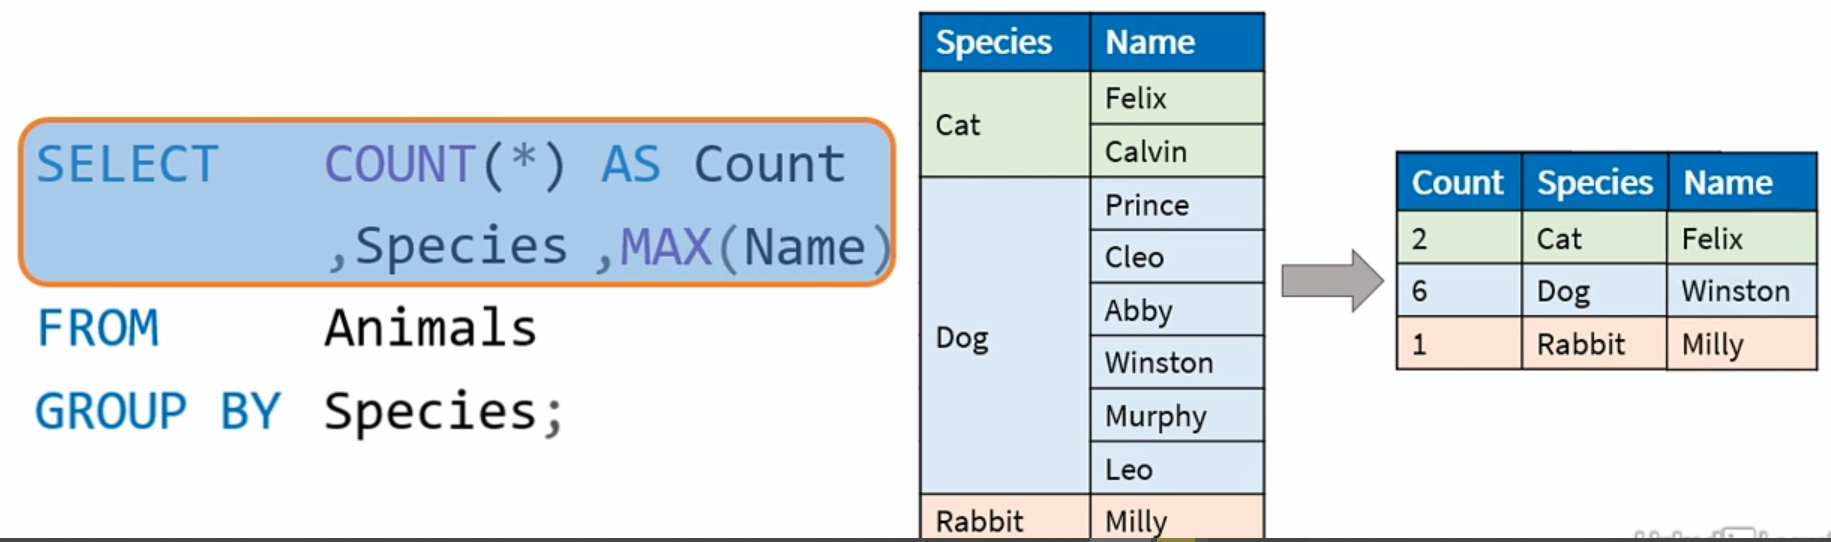 SELECT COUNT(*) AS Count
,Species ,MAX(Name)
FROM Animals
GROUP BY Species;
Species Name
Cat
Felix
Calvin
Dog
Prince
Cleo
Abby
Winston
Murphy
Leo
Rabbit Milly
Count Species Name
2 Cat Felix
6 Dog Winston
1 Rabbit Milly